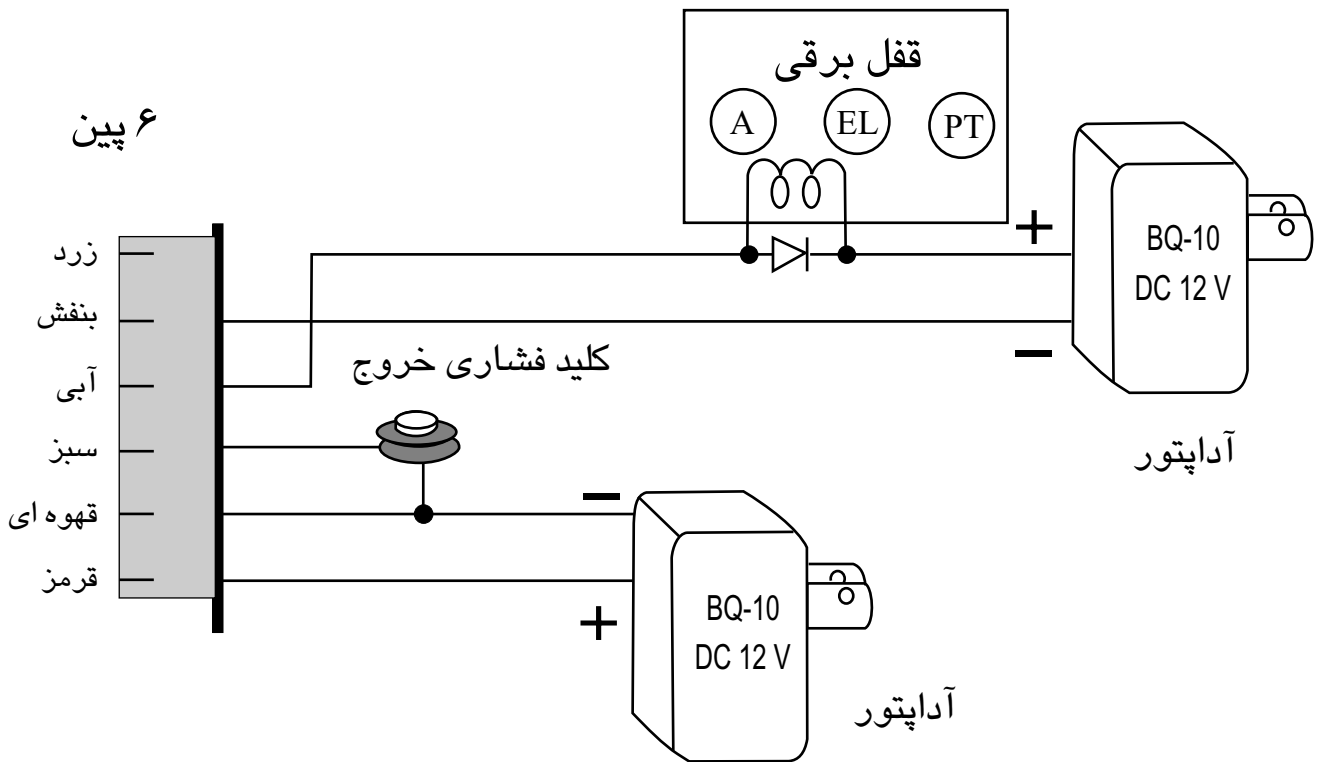 قفل برقی
A
EL
PT
۶ پین
+
BQ-10
DC 12 V
−
آداپتور
زرد
بنفش
آبی
سبز
قهوه ای
قرمز
کلید فشاری خروج
−
BQ-10
DC 12 V
+
آداپتور